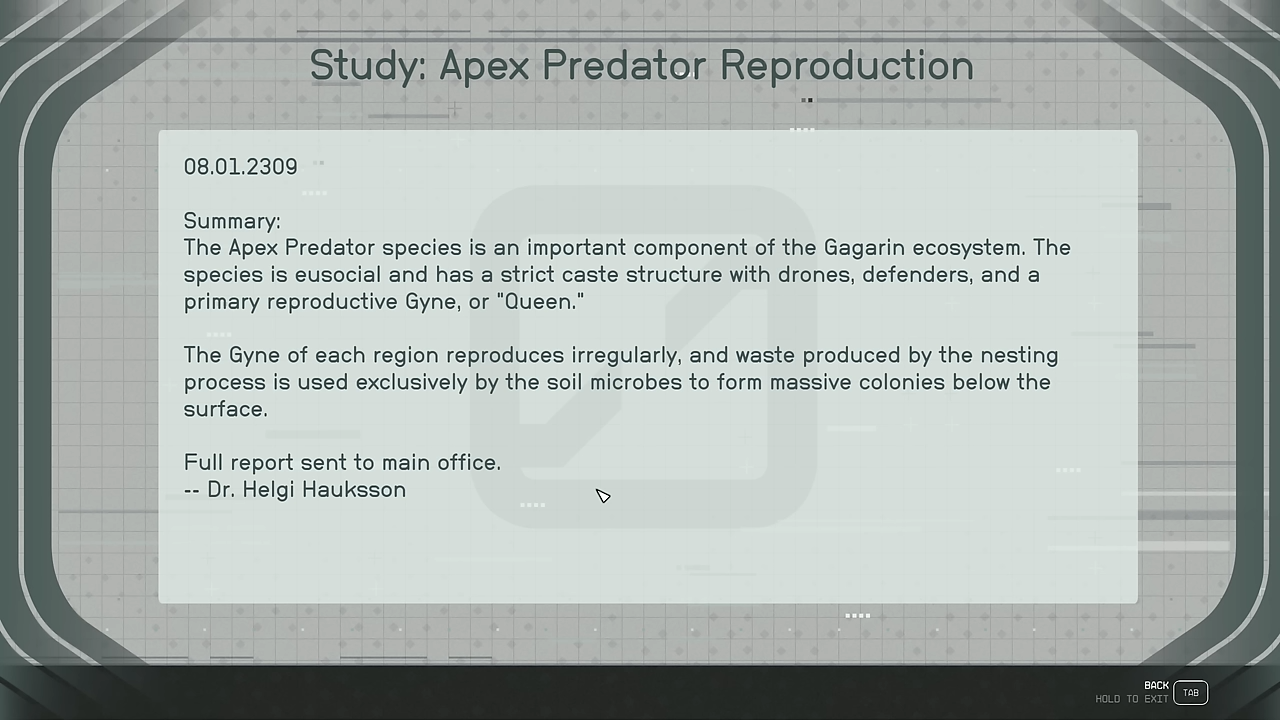 Study: Apex Predator Reproduction
08.01.2309
Summary:
The Apex Predator species is an important component of the Gagarin ecosystem. The
species is eusocial and has a strict caste structure with drones, defenders, and a
primary reproductive Gyne, or "Queen."
The Gyne of each region reproduces irregularly, and waste produced by the nesting
process is used exclusively by the soil microbes to form massive colonies below the
surface.
Full report sent to main office.
-- Dr. Helgi Hauksson
BACK
HOLD TO EXIT
TAB